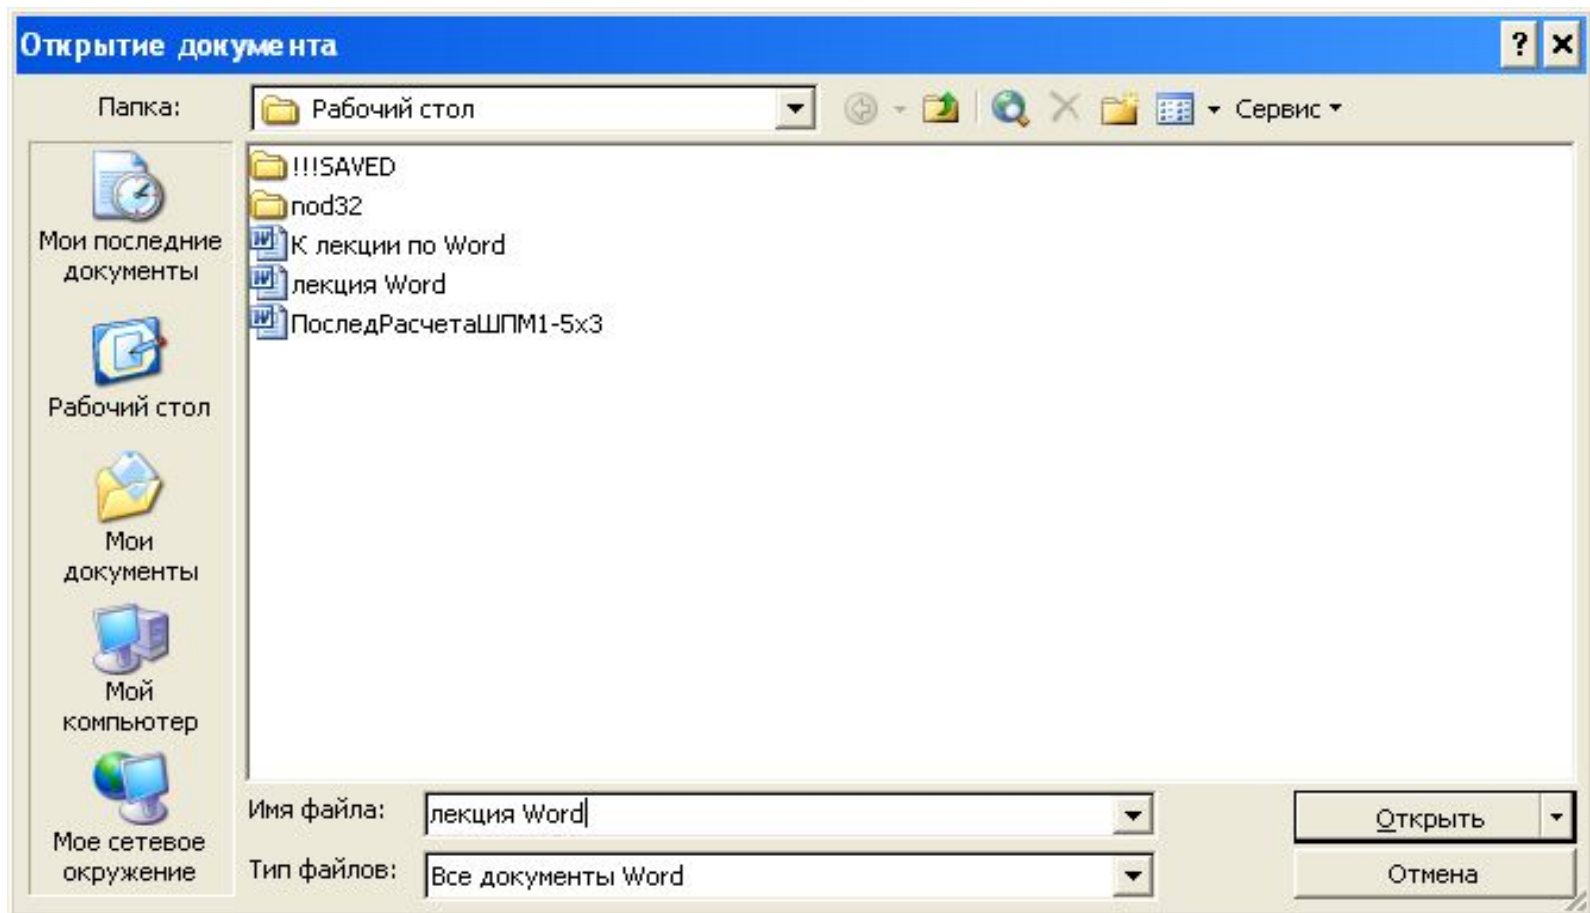 Открытие документа
Папка:
Рабочий стол
Сервис
Мои последние
документы
Рабочий стол
Мои
документы
Мой
компьютер
Мое сетевое
окружение
!!!SAVED
nod32
К лекции по Word
лекция Word
ПоследРасчетаШПМ1-5х3
Имя файла:
лекция Word
Открыть
Тип файлов:
Все документы Word
Отмена